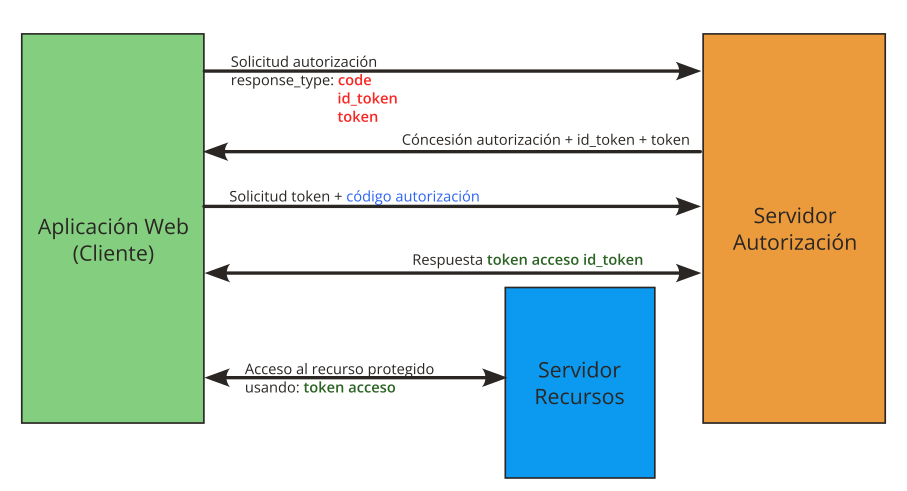 Solicitud autorización
response_type: code
id_token
token
Cóncesión autorización + id_token + token
Solicitud token + código autorización
Aplicación Web
(Cliente)
Servidor
Autorización
Respuesta token acceso id_token
Acceso al recurso protegido
usando: token acceso
Servidor
Recursos